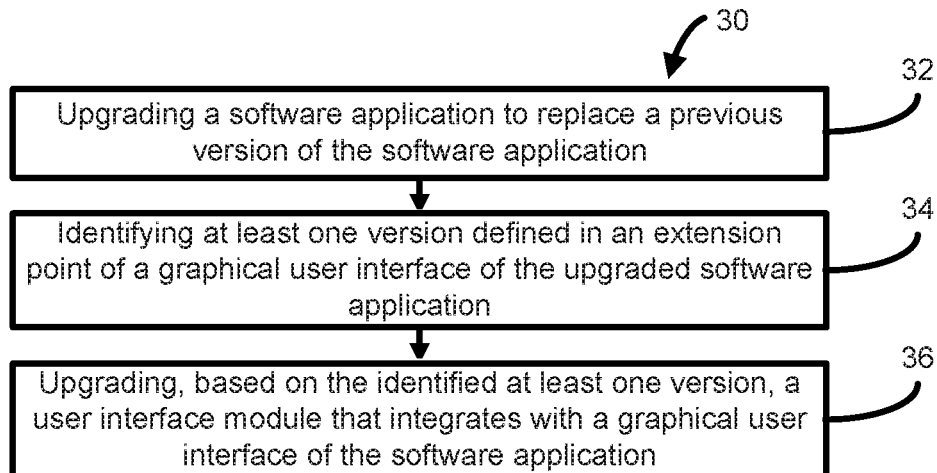 30
32
Upgrading a software application to replace a previous
version of the software application
34
Identifying at least one version defined in an extension
point of a graphical user interface of the upgraded software
application
36
Upgrading, based on the identified at least one version, a
user interface module that integrates with a graphical user
interface of the software application